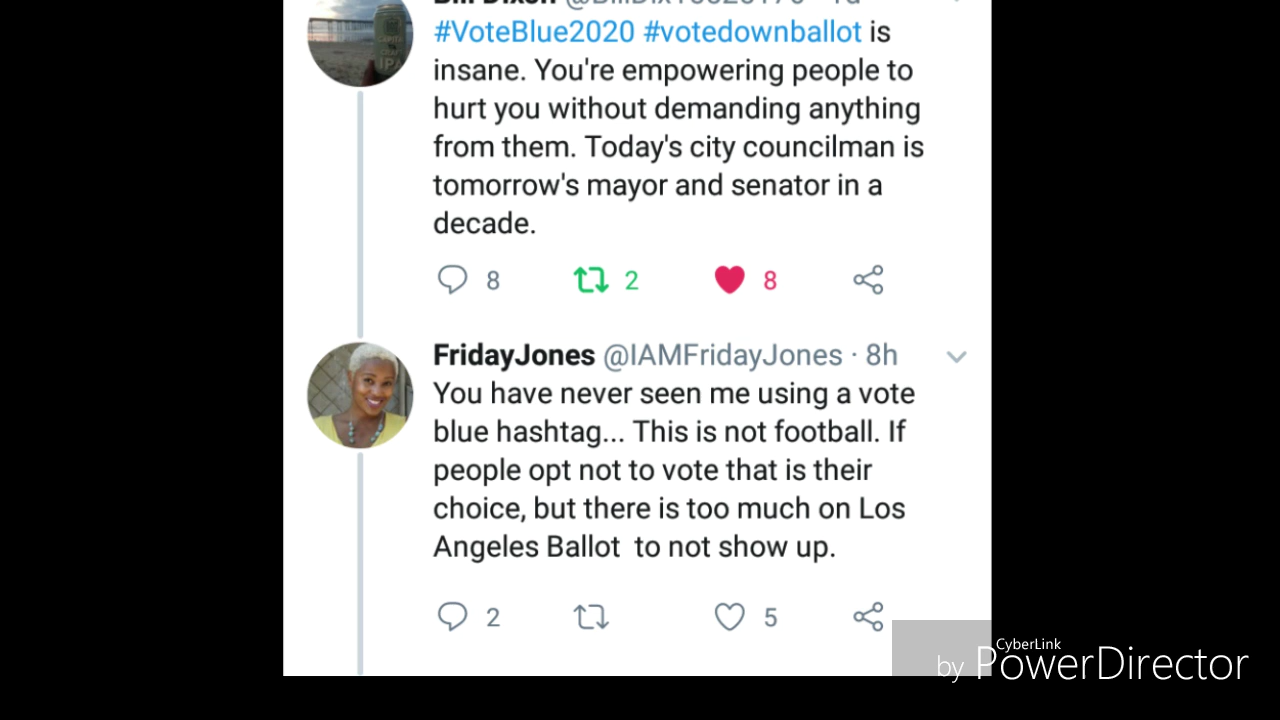 #VoteBlue2020 #votedownballot is
insane. You're empowering people to
hurt you without demanding anything
from them. Today's city councilman is
tomorrow's mayor and senator in a
decade.
8 2 8
FridayJones @IAMFridayJones · 8h
You have never seen me using a vote
blue hashtag... This is not football. If
people opt not to vote that is their
choice, but there is too much on Los
Angeles Ballot to not show up.
2 5
CyberLink
by PowerDirector